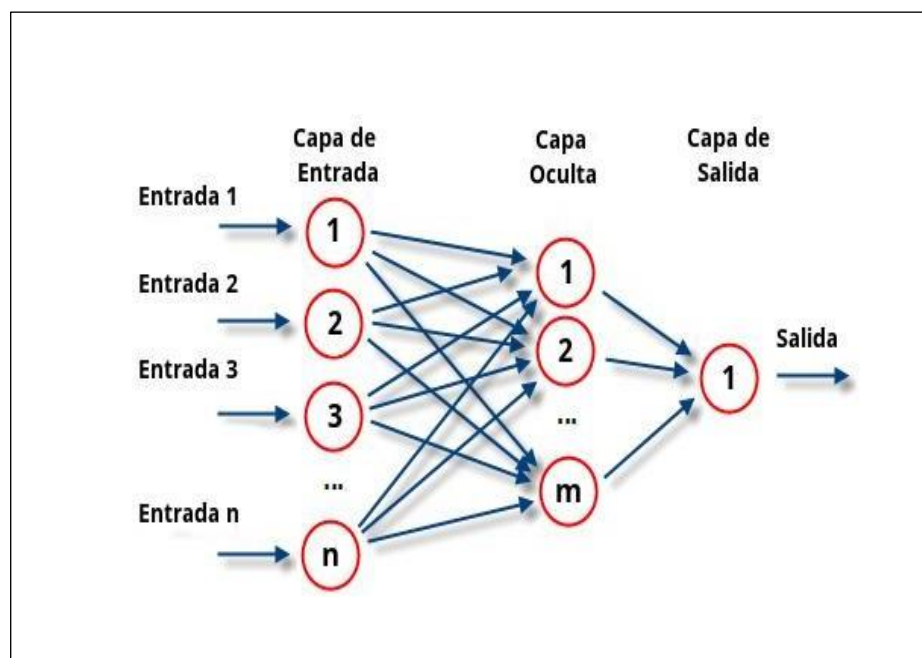 Capa de
Entrada
Capa
Oculta
Capa de
Salida
Entrada 1
Entrada 2
Entrada 3
Entrada n
1
2
3
...
n
1
2
...
m
1
Salida